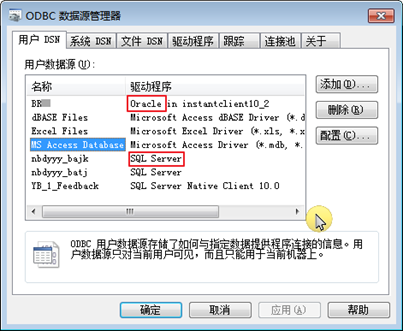 ODBC 数据源管理器
用户 DSN 系统 DSN 文件 DSN 驱动程序 跟踪 连接池 关于
用户数据源(U):
名称 驱动程序
BR Oracle in instantclient10_2
dBASE Files Microsoft Access dBASE Driver (*.d
Excel Files Microsoft Excel Driver (*.xls, *.x
MS Access Database Microsoft Access Driver (*.mdb, *.a
nbdyyy_bajk SQL Server
nbdyyy_batj SQL Server
YB_1_Feedback SQL Server Native Client 10.0
添加(D)...
删除(R)
配置(C)...
ODBC 用户数据源存储了如何与指定数据提供程序连接的信息。用
户数据源只对当前用户可见，而且只能用于当前机器上。
确定 取消 应用(A) 帮助